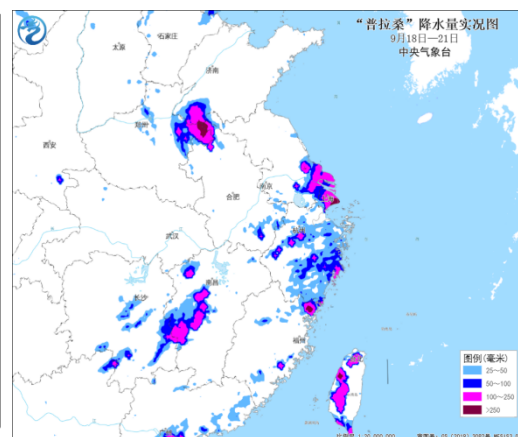 “普拉桑”降水量实况图
9月18日—21日
中央气象台
石家庄
太原
济南
郑州
西安
合肥
南京
上海
杭州
武汉
南昌
长沙
福州
图例(毫米)
25~50
50~100
100~250
>250